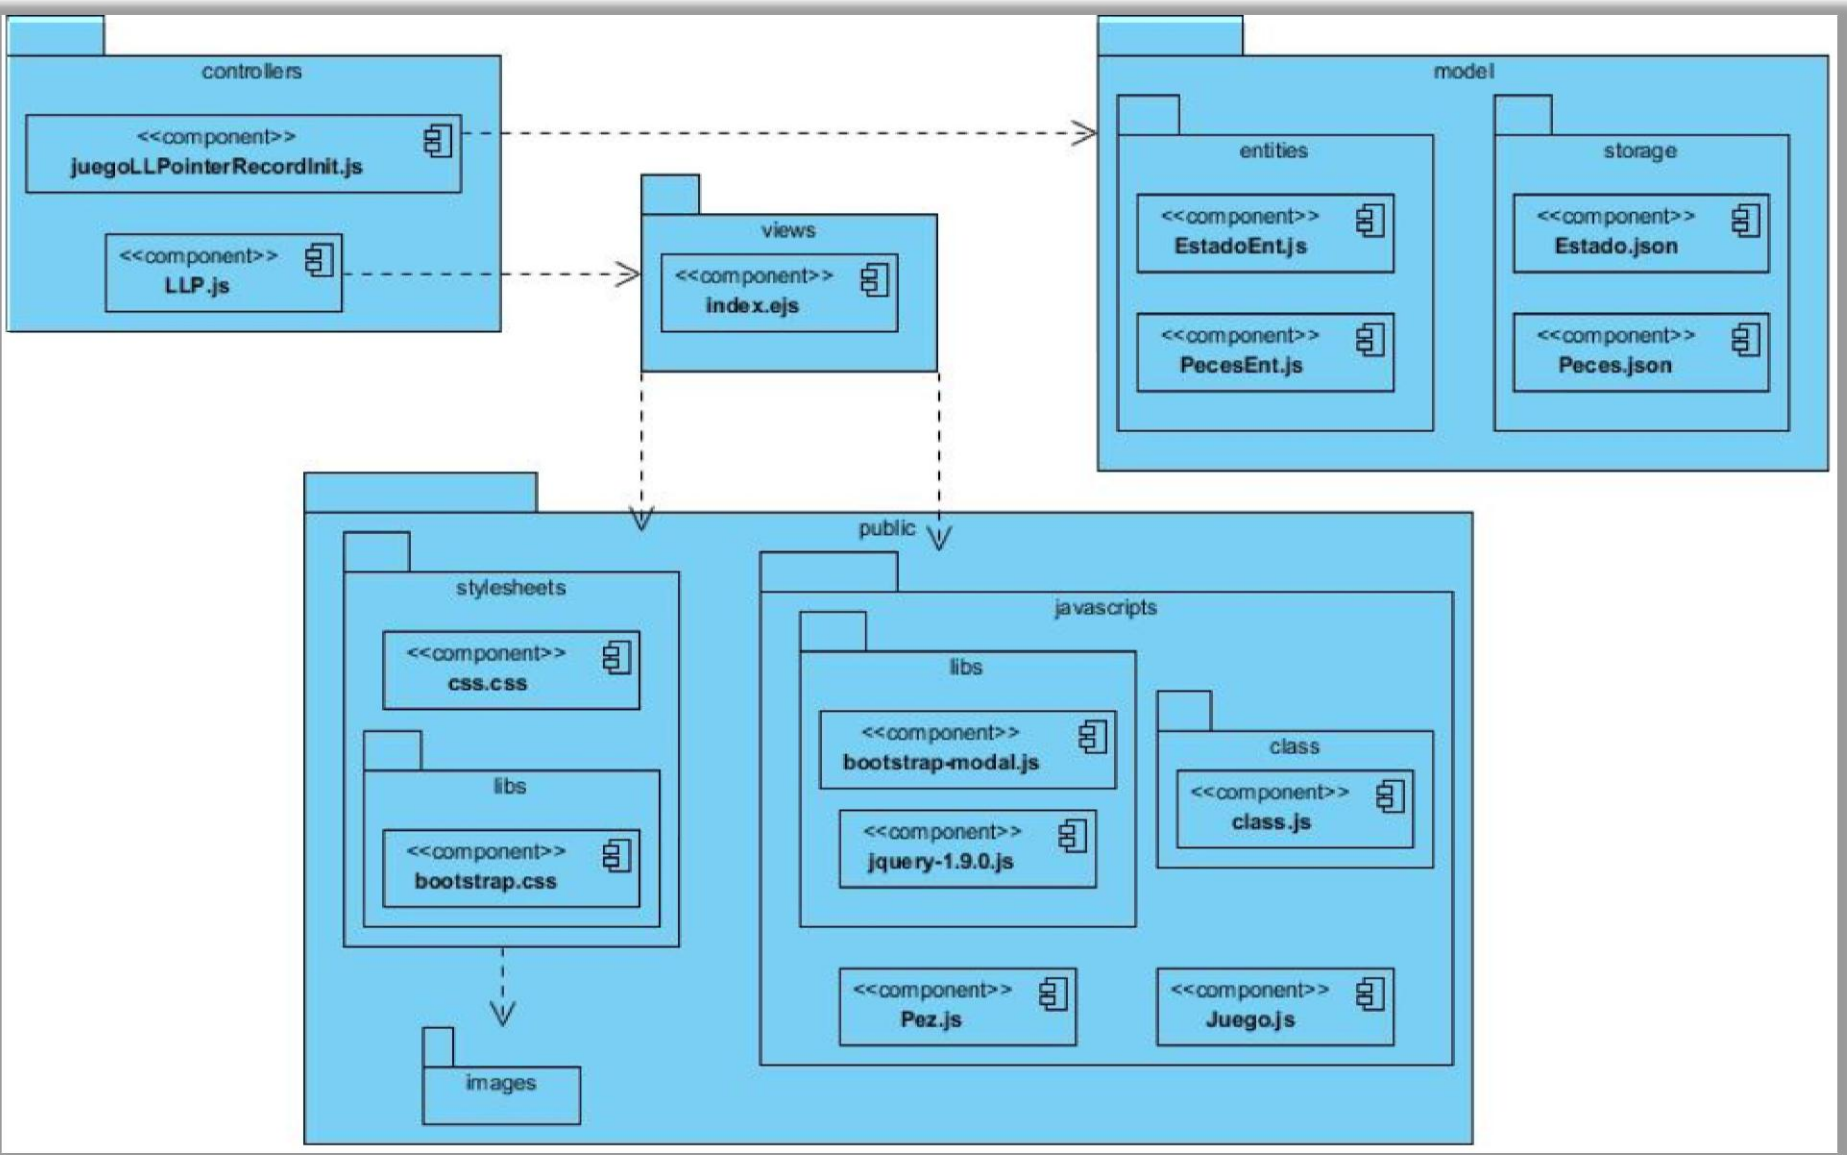 controllers
<<component>>
juegoLLPointerRecordInit.js
<<component>>
LLP.js
views
<<component>>
index.ejs
model
entities
<<component>>
EstadoEnt.js
<<component>>
PecesEnt.js
storage
<<component>>
Estado.json
<<component>>
Peces.json
public
stylesheets
<<component>>
css.css
libs
<<component>>
bootstrap.css
images
javascripts
libs
<<component>>
bootstrap-modal.js
<<component>>
jquery-1.9.0.js
class
<<component>>
class.js
<<component>>
Pez.js
<<component>>
Juego.js